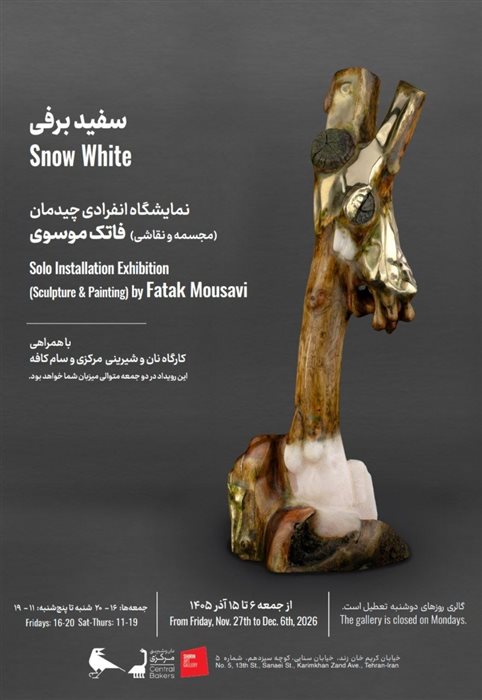 سفید برفی
Snow White
نمایشگاه انفرادی چیدمان
(مجسمه و نقاشی) فاتک موسوی
Solo Installation Exhibition
(Sculpture & Painting) by Fatak Mousavi
با همراهی
کارگاه نان و شیرینی مرکزی و سام کافه
این رویداد در دو جمعه متوالی میزبان شما خواهد بود.
جمعه‌ها: ۱۶ - ۲۰ شنبه تا پنج‌شنبه: ۱۱ - ۱۹
Fridays: 16-20 Sat-Thurs: 11-19
از جمعه ۶ تا ۱۵ آذر ۱۴۰۵
From Friday, Nov. 27th to Dec. 6th, 2026
گالری روزهای دوشنبه تعطیل است.
The gallery is closed on Mondays.
مرکزی
Central
Bakers
SHIRIN
ART
GALLERY
خیابان کریم خان زند، خیابان سنایی، کوچه سیزدهم، شماره ۵
No. 5, 13th St., Sanaei St., Karimkhan Zand Ave., Tehran-Iran